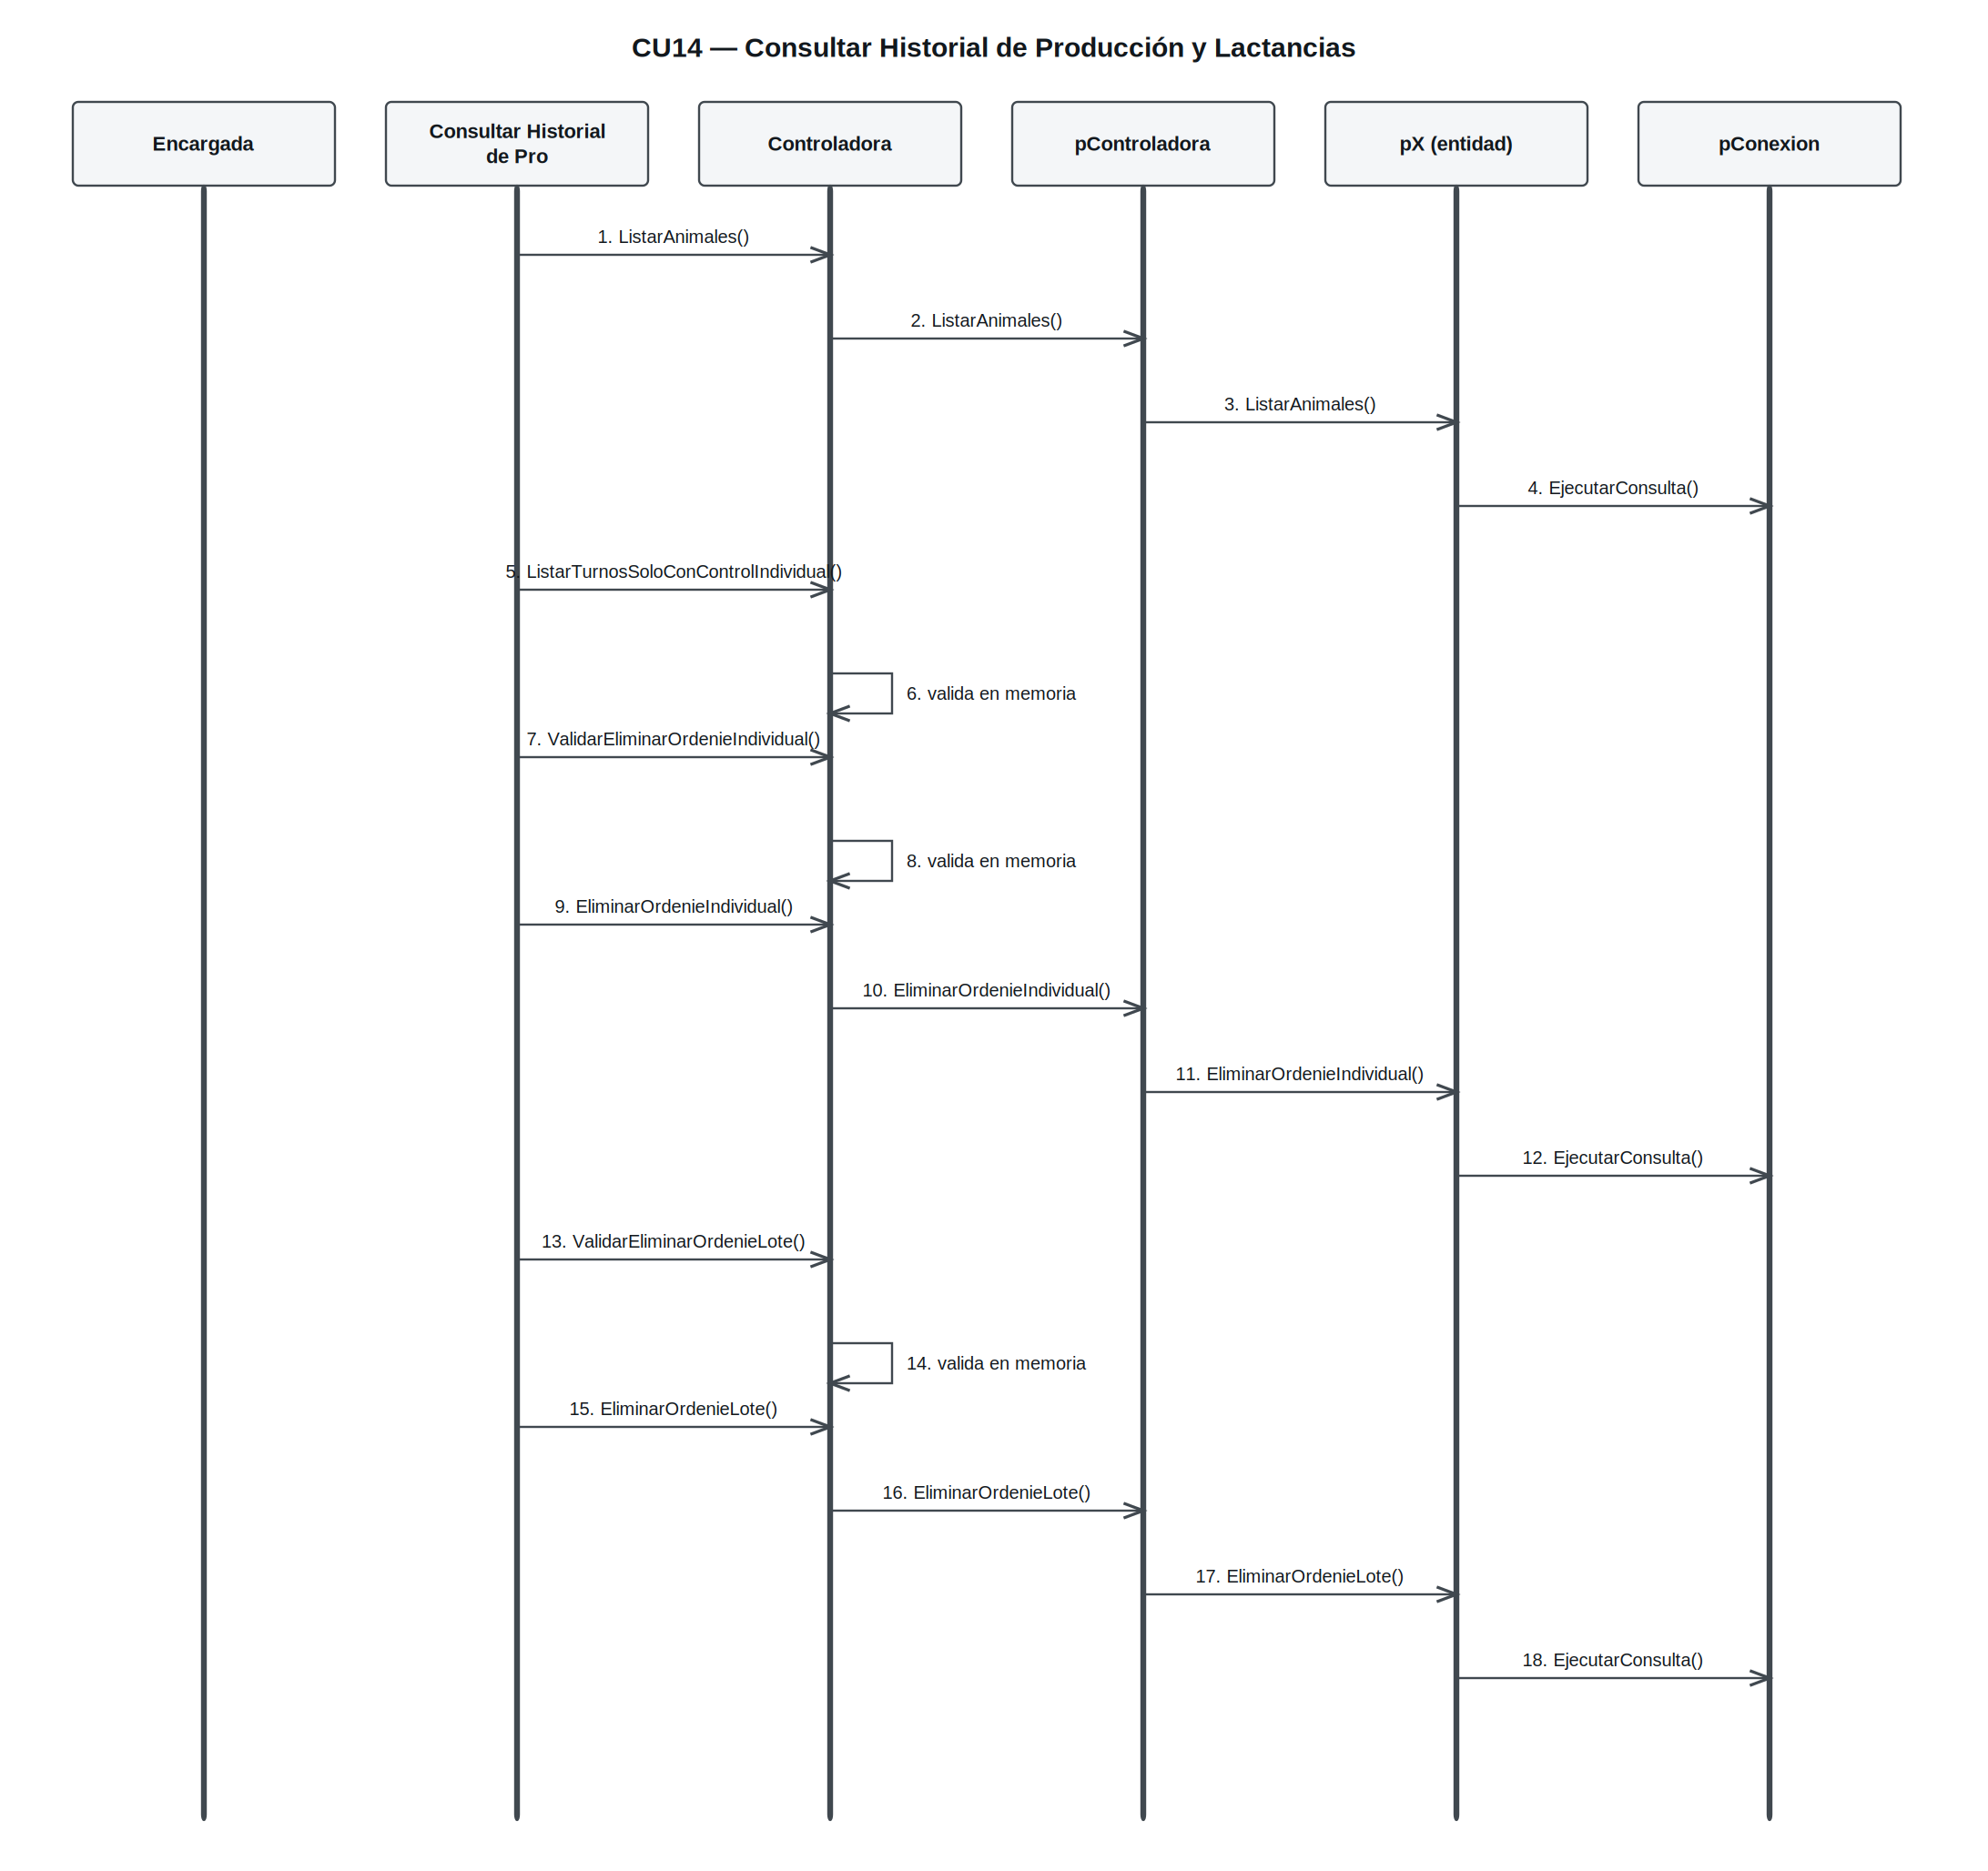 CU14 — Consultar Historial de Producción y Lactancias
Encargada
Consultar Historial
de Pro
Controladora
pControladora
pX (entidad)
pConexion
1. ListarAnimales()
2. ListarAnimales()
3. ListarAnimales()
4. EjecutarConsulta()
5. ListarTurnosSoloConControlIndividual()
6. valida en memoria
7. ValidarEliminarOrdenieIndividual()
8. valida en memoria
9. EliminarOrdenieIndividual()
10. EliminarOrdenieIndividual()
11. EliminarOrdenieIndividual()
12. EjecutarConsulta()
13. ValidarEliminarOrdenieLote()
14. valida en memoria
15. EliminarOrdenieLote()
16. EliminarOrdenieLote()
17. EliminarOrdenieLote()
18. EjecutarConsulta()